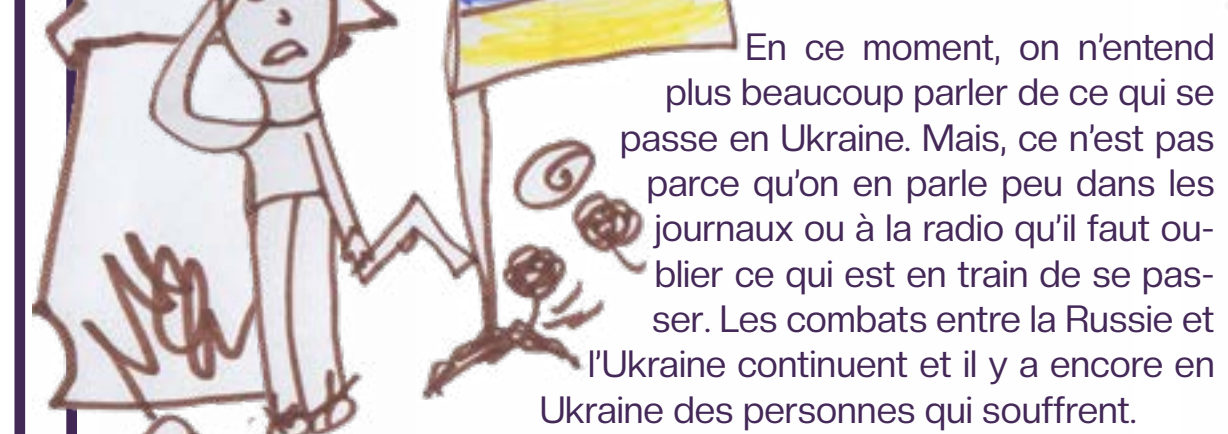 En ce moment, on n'entend
plus beaucoup parler de ce qui se
passe en Ukraine. Mais, ce n'est pas
parce qu'on en parle peu dans les
journaux ou à la radio qu'il faut ou-
blier ce qui est en train de se pas-
ser. Les combats entre la Russie et
l'Ukraine continuent et il y a encore en
Ukraine des personnes qui souffrent.